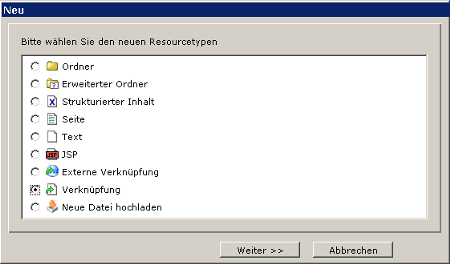 Neu
Bitte wählen Sie den neuen Resourcetypen
Ordner
Erweiterter Ordner
Strukturierter Inhalt
Seite
Text
JSP JSP
Externe Verknüpfung
Verknüpfung
Neue Datei hochladen
Weiter >> Abbrechen